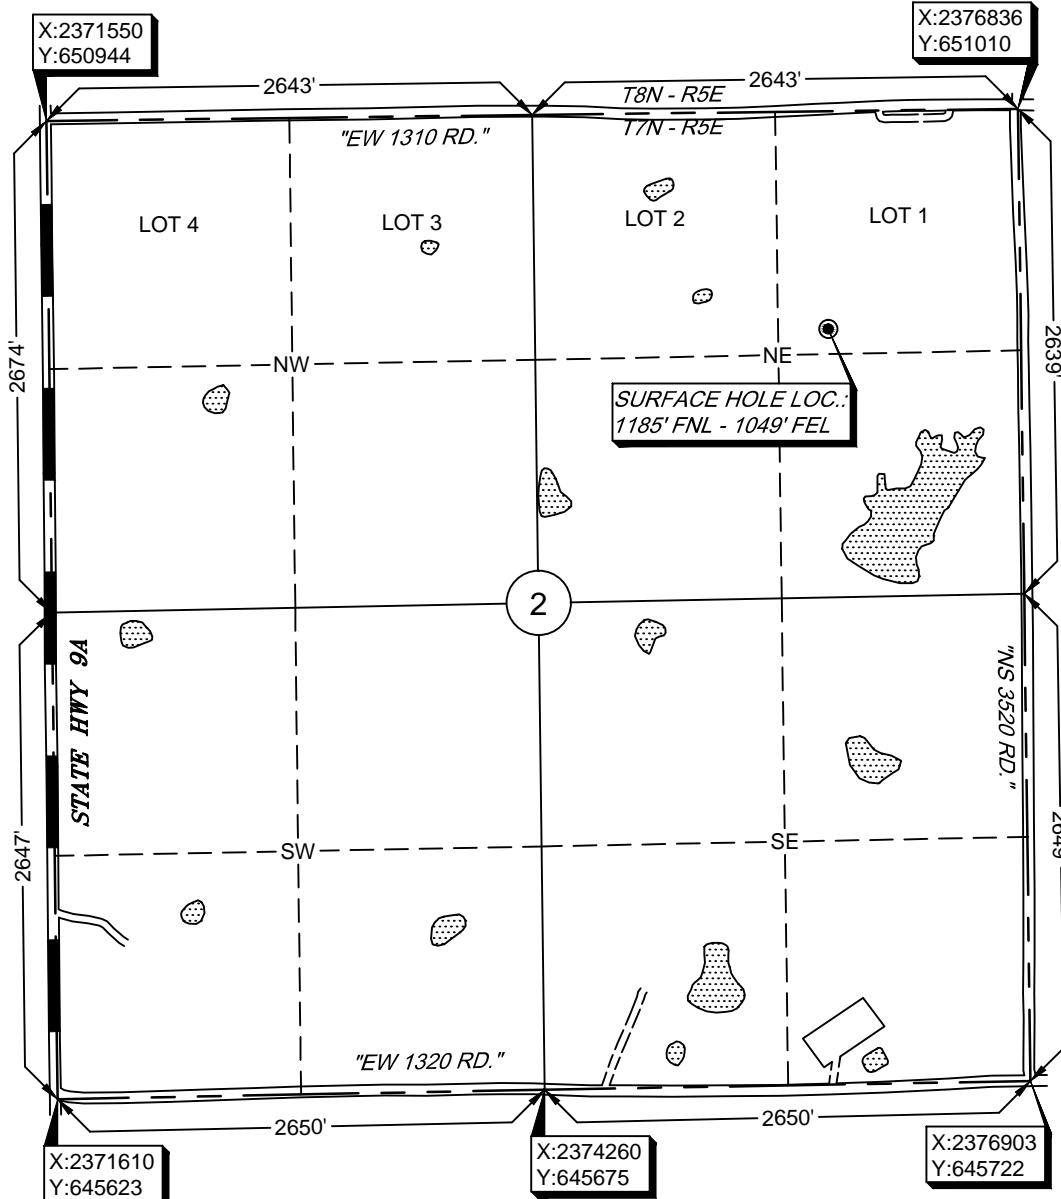 X:2371550
Y:650944
X:2376836
Y:651010
2643'
2643'
T8N - R5E
T7N - R5E
"EW 1310 RD."
LOT 4
LOT 3
LOT 2
LOT 1
2674'
2639'
NW
NE
SURFACE HOLE LOC.:
1185' FNL - 1049' FEL
2
STATE HWY 9A
"NS 3520 RD."
2647'
2649'
SW
SE
"EW 1320 RD."
2650'
2650'
X:2371610
Y:645623
X:2374260
Y:645675
X:2376903
Y:645722